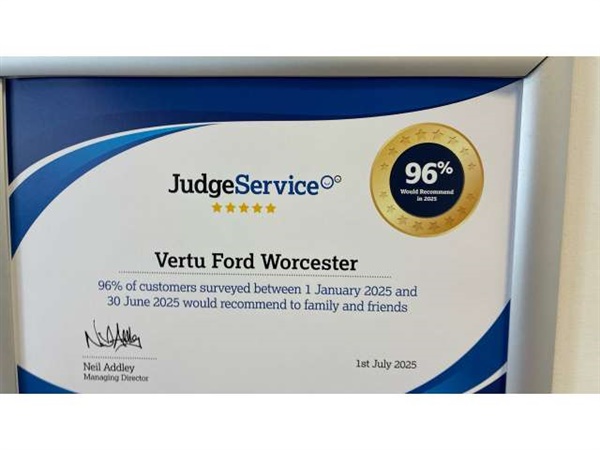 96%
Would Recommend
in 2025
JudgeService
Vertu Ford Worcester
96% of customers surveyed between 1 January 2025 and
30 June 2025 would recommend to family and friends
Neil Addley
Managing Director
1st July 2025